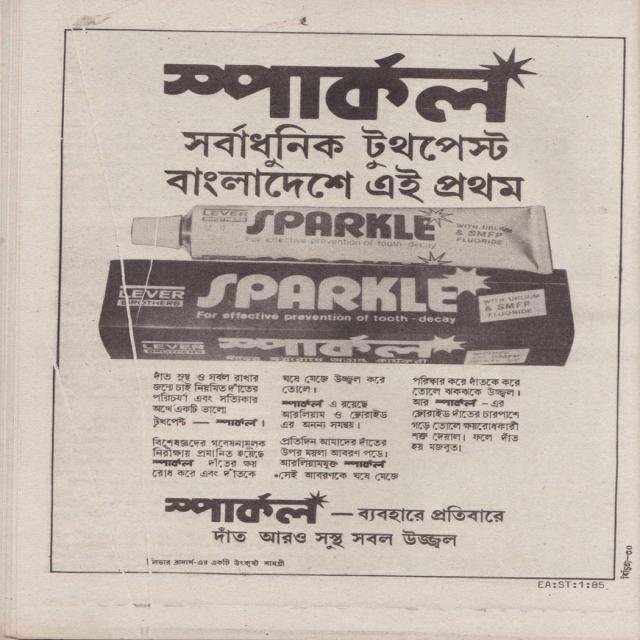 স্পার্কল
সর্বাধুনিক টুথপেস্ট
বাংলাদেশে এই প্রথম
LEVER BROTHERS
SPARKLE
For effective prevention of tooth-decay
WITH URLIUM
& SMFP
FLUORIDE
LEVER
BROTHERS
SPARKLE
For effective prevention of tooth-decay
WITH URLIUM
& SMFP
FLUORIDE
LEVER
স্পার্কল
দাঁত সুস্থ ও সবল রাখার
জন্যে চাই নিয়মিত দাঁতের
পরিচর্যা এবং সত্যিকার
অর্থে একটি ভালো
টুথপেস্ট — স্পার্কল।
বিশেষজ্ঞদের গবেষনামূলক
নিরীক্ষায় প্রমানিত হয়েছে
স্পার্কল দাঁতের ক্ষয়
রোধ করে এবং দাঁতকে
ঘষে মেজে উজ্জ্বল করে
তোলে।
স্পার্কল এ রয়েছে
আরলিয়াম ও ফ্লোরাইড
এর অনন্য সমন্বয়।
প্রতিদিন আমাদের দাঁতের
উপর ময়লা আবরণ পড়ে।
আরলিয়ামযুক্ত স্পার্কল
সেই আবরণকে ঘষে মেজে
পরিষ্কার করে দাঁতকে করে
তোলে ঝকঝকে উজ্জ্বল।
আর স্পার্কল-এর
ফ্লোরাইড দাঁতের চারপাশে
গড়ে তোলে ক্ষয়রোধকারী
শক্ত দেয়াল। ফলে দাঁত
হয় মজবুত।
স্পার্কল — ব্যবহারে প্রতিবারে
দাঁত আরও সুস্থ সবল উজ্জ্বল
লিভার ব্রাদার্স-এর একটি উৎকৃষ্ট সামগ্রী
বিচিত্রা-৩০
EA:ST:1:85